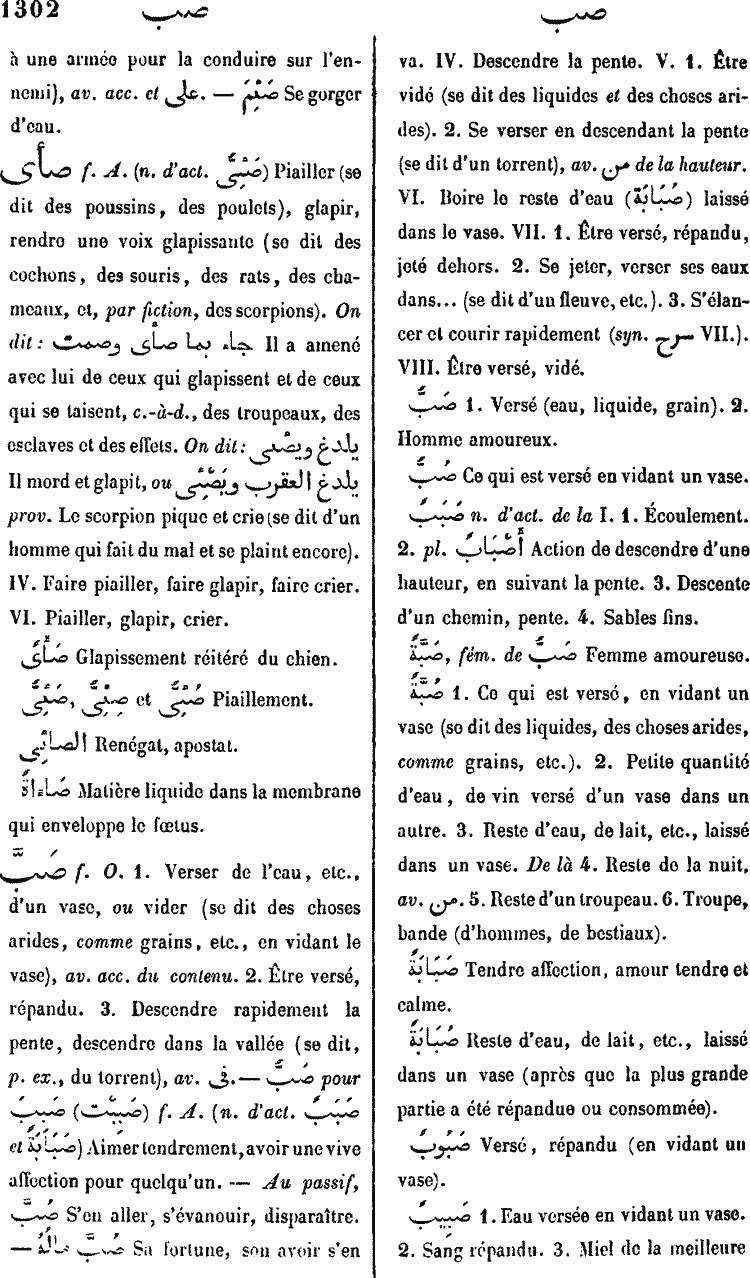 1302 صب صب
à une armée pour la conduire sur l'en-
nemi), av. acc. et على. — صَئِمَ Se gorger
d'eau.
صأى f. A. (n. d'act. صَئِىٌّ) Piailler (se
dit des poussins, des poulets), glapir,
rendre une voix glapissante (se dit des
cochons, des souris, des rats, des cha-
meaux, et, par fiction, des scorpions). On
dit : جاء بما صأى وصمت Il a amené
avec lui de ceux qui glapissent et de ceux
qui se taisent, c.-à-d., des troupeaux, des
esclaves et des effets. On dit : يلدغ ويصْئى
Il mord et glapit, ou يلدغ العقرب ويَصْئِى
prov. Le scorpion pique et crie (se dit d'un
homme qui fait du mal et se plaint encore).
IV. Faire piailler, faire glapir, faire crier.
VI. Piailler, glapir, crier.
صَأًى Glapissement réitéré du chien.
صَئِىٌّ, صِئِىٌّ et صُئِىٌّ Piaillement.
الصائِى Renégat, apostat.
صَاءَاةٌ Matière liquide dans la membrane
qui enveloppe le fœtus.
صَبَّ f. O. 1. Verser de l'eau, etc.,
d'un vase, ou vider (se dit des choses
arides, comme grains, etc., en vidant le
vase), av. acc. du contenu. 2. Être versé,
répandu. 3. Descendre rapidement la
pente, descendre dans la vallée (se dit,
p. ex., du torrent), av. فى. — صَبَّ pour
صَبِبَ (صَبِبْتَ) f. A. (n. d'act. صَبَبٌ
et صَبَابَةٌ) Aimer tendrement, avoir une vive
affection pour quelqu'un. — Au passif,
صُبَّ S'en aller, s'évanouir, disparaître.
— صُبَّ مَالُهُ Sa fortune, son avoir s'en
va. IV. Descendre la pente. V. 1. Être
vidé (se dit des liquides et des choses ari-
des). 2. Se verser en descendant la pente
(se dit d'un torrent), av. من de la hauteur.
VI. Boire le reste d'eau (صُبَابَةٌ) laissé
dans le vase. VII. 1. Être versé, répandu,
jeté dehors. 2. Se jeter, verser ses eaux
dans... (se dit d'un fleuve, etc.). 3. S'élan-
cer et courir rapidement (syn. سرح VII.).
VIII. Être versé, vidé.
صَبٌّ 1. Versé (eau, liquide, grain). 2.
Homme amoureux.
صُبٌّ Ce qui est versé en vidant un vase.
صَبَبٌ n. d'act. de la I. 1. Écoulement.
2. pl. أَصْبَابٌ Action de descendre d'une
hauteur, en suivant la pente. 3. Descente
d'un chemin, pente. 4. Sables fins.
صَبَّةٌ, fém. de صَبٌّ Femme amoureuse.
صُبَّةٌ 1. Ce qui est versé, en vidant un
vase (se dit des liquides, des choses arides,
comme grains, etc.). 2. Petite quantité
d'eau, de vin versé d'un vase dans un
autre. 3. Reste d'eau, de lait, etc., laissé
dans un vase. De là 4. Reste de la nuit,
av. من. 5. Reste d'un troupeau. 6. Troupe,
bande (d'hommes, de bestiaux).
صَبَابَةٌ Tendre affection, amour tendre et
calme.
صُبَابَةٌ Reste d'eau, de lait, etc., laissé
dans un vase (après que la plus grande
partie a été répandue ou consommée).
صَبُوبٌ Versé, répandu (en vidant un
vase).
صَبِيبٌ 1. Eau versée en vidant un vase.
2. Sang répandu. 3. Miel de la meilleure